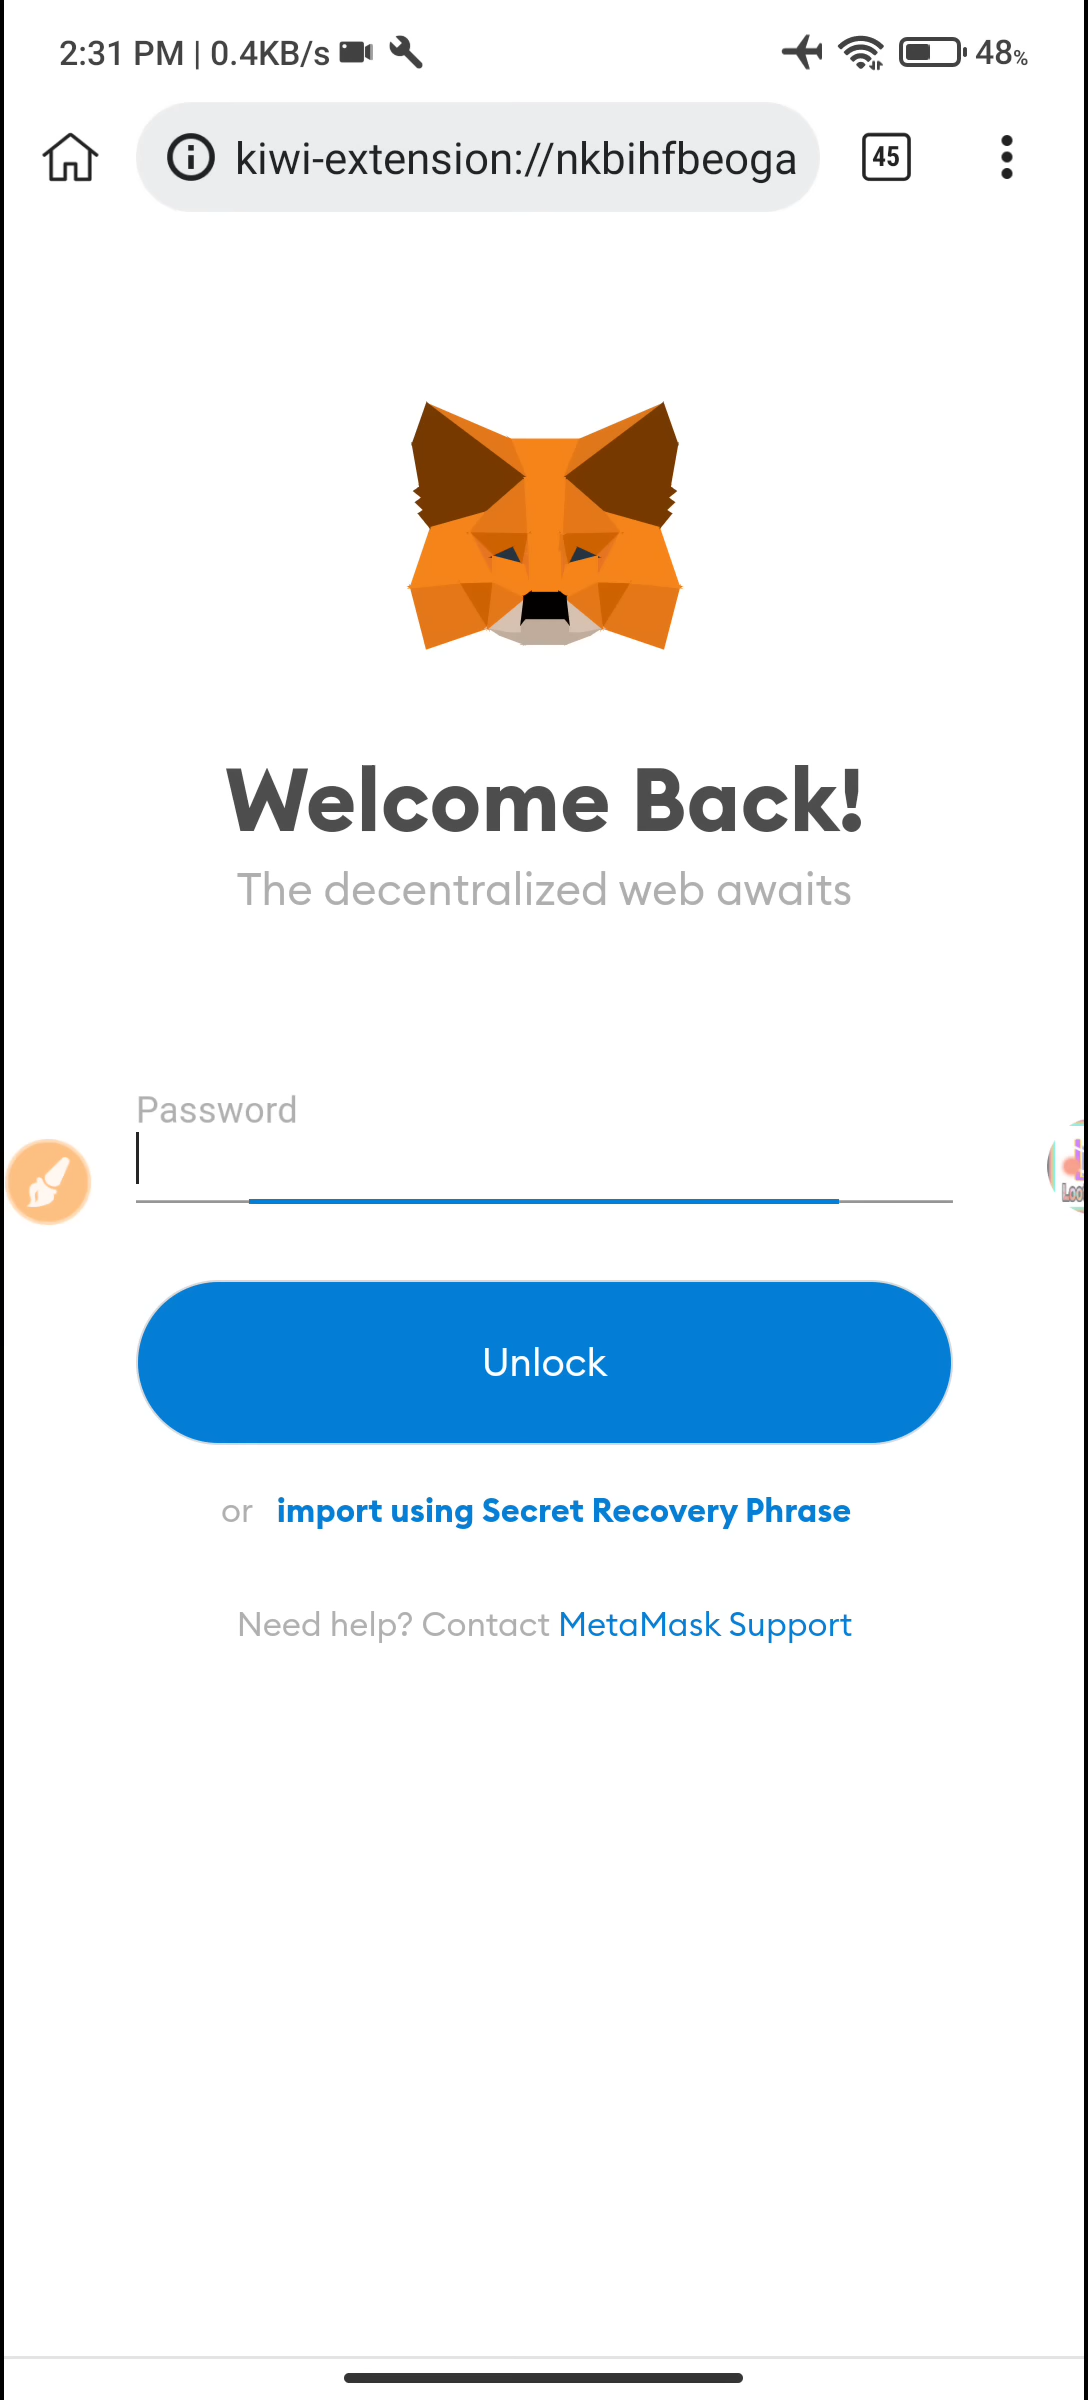 2:31 PM | 0.4KB/s 48%
kiwi-extension://nkbihfbeoga 45
Welcome Back!
The decentralized web awaits
Password
Unlock
or import using Secret Recovery Phrase
Need help? Contact MetaMask Support